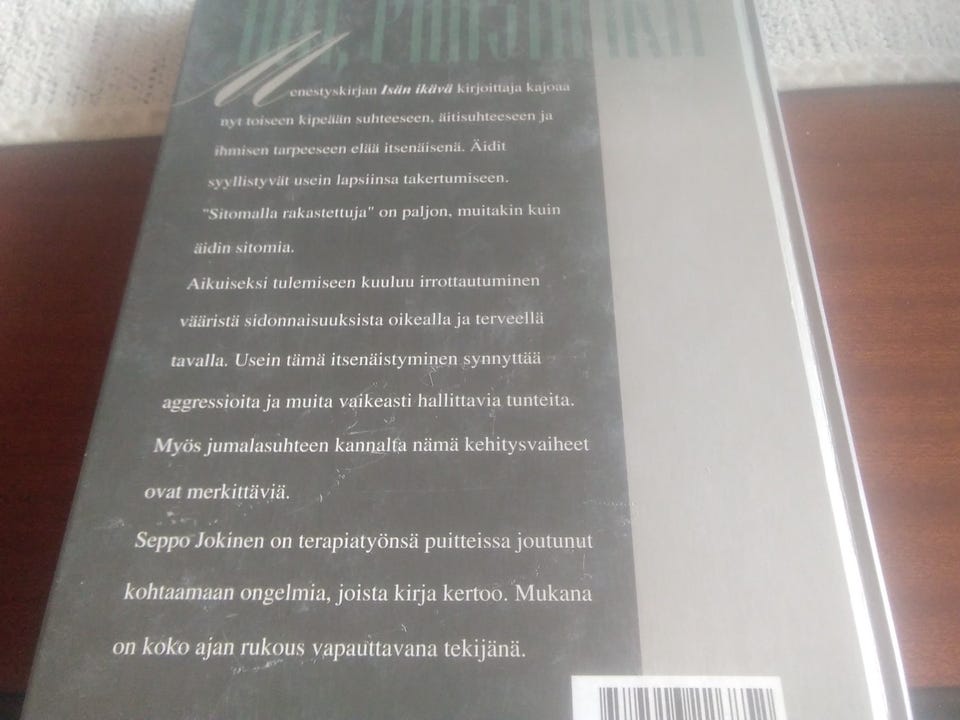 Menestyskirjan Isän ikävä kirjoittaja kajoaa
nyt toiseen kipeään suhteeseen, äitisuhteeseen ja
ihmisen tarpeeseen elää itsenäisenä. Äidit
syyllistyvät usein lapsiinsa takertumiseen.
"Sitomalla rakastettuja" on paljon, muitakin kuin
äidin sitomia.
Aikuiseksi tulemiseen kuuluu irrottautuminen
vääristä sidonnaisuuksista oikealla ja terveellä
tavalla. Usein tämä itsenäistyminen synnyttää
aggressioita ja muita vaikeasti hallittavia tunteita.
Myös jumalasuhteen kannalta nämä kehitysvaiheet
ovat merkittäviä.
Seppo Jokinen on terapiatyönsä puitteissa joutunut
kohtaamaan ongelmia, joista kirja kertoo. Mukana
on koko ajan rukous vapauttavana tekijänä.